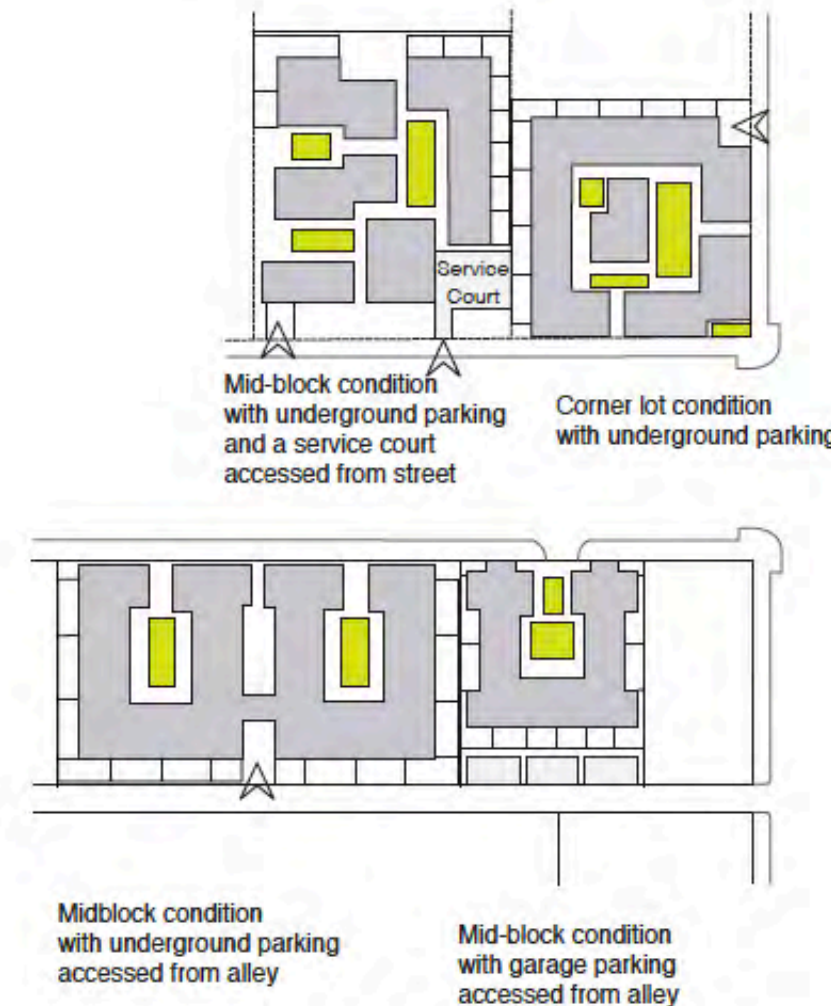 Service
Court
Mid-block condition
with underground parking
and a service court
accessed from street
Corner lot condition
with underground parking
Midblock condition
with underground parking
accessed from alley
Mid-block condition
with garage parking
accessed from alley